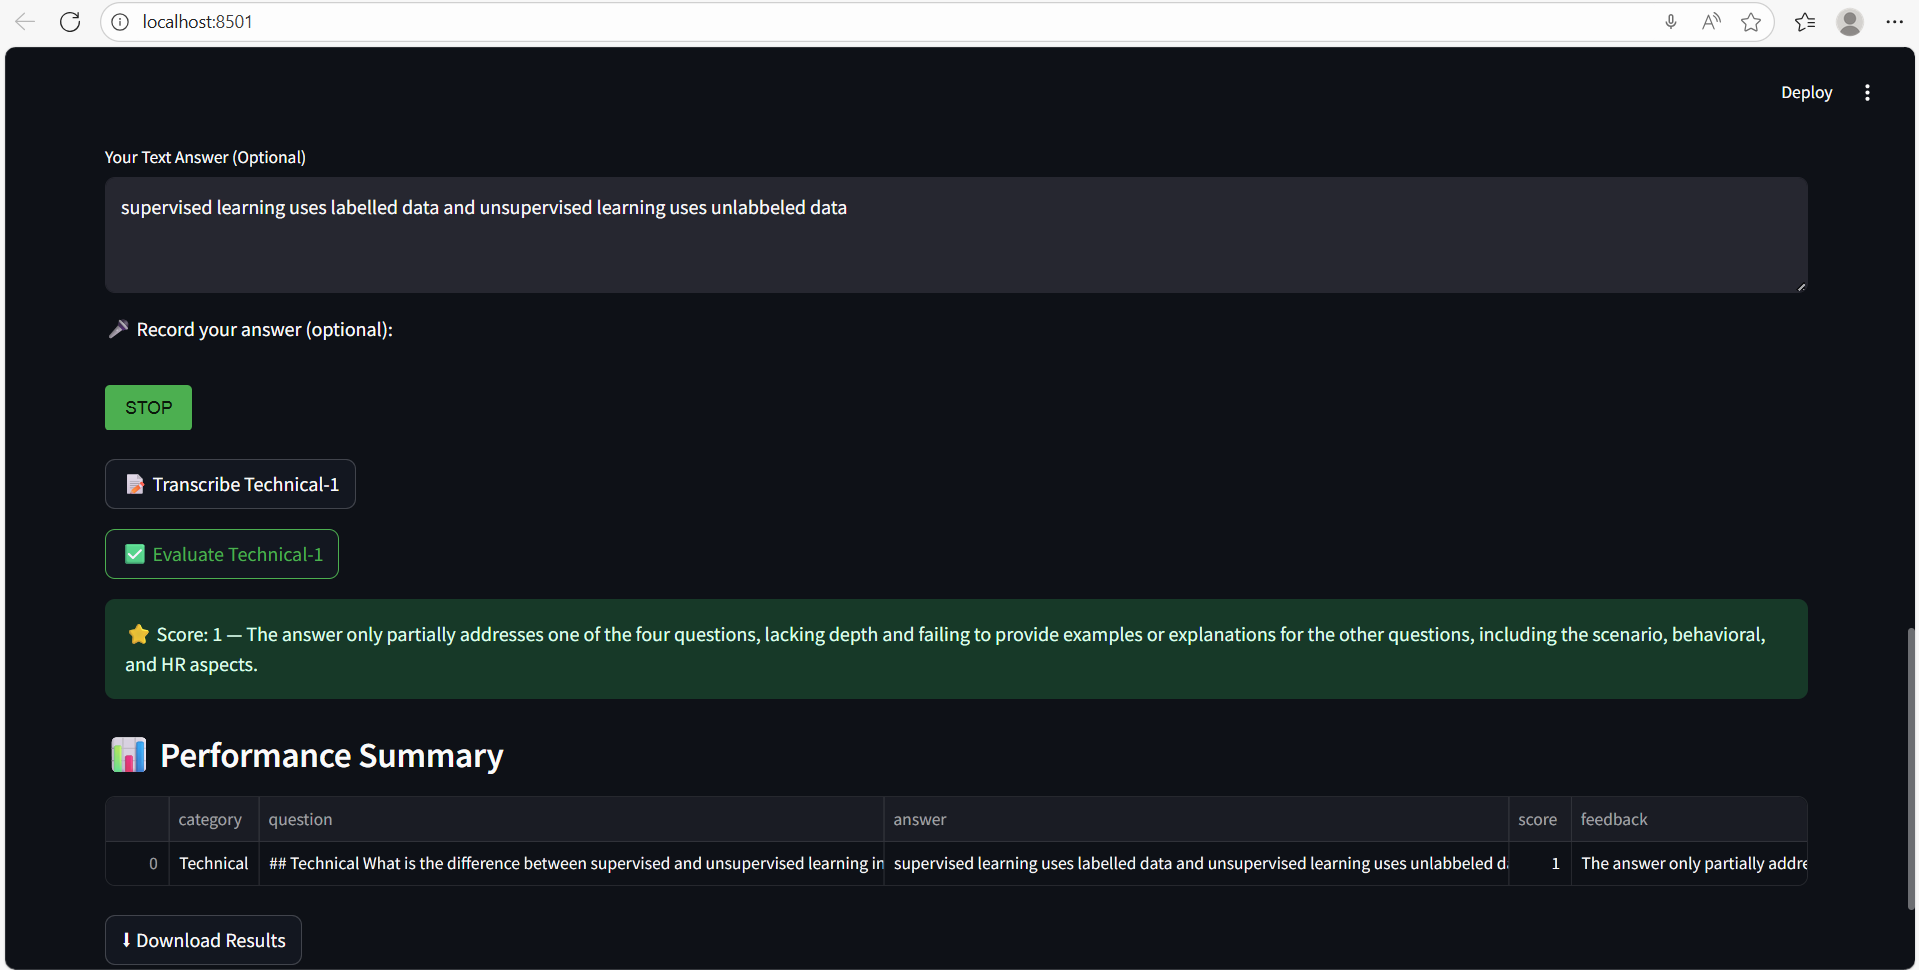 localhost:8501
Deploy
Your Text Answer (Optional)
supervised learning uses labelled data and unsupervised learning uses unlabbeled data
🎤 Record your answer (optional):
STOP
📝 Transcribe Technical-1
✅ Evaluate Technical-1
⭐ Score: 1 — The answer only partially addresses one of the four questions, lacking depth and failing to provide examples or explanations for the other questions, including the scenario, behavioral,
and HR aspects.
📊 Performance Summary
category question answer score feedback
0 Technical ## Technical What is the difference between supervised and unsupervised learning in supervised learning uses labelled data and unsupervised learning uses unlabbeled d 1 The answer only partially addre
⬇ Download Results